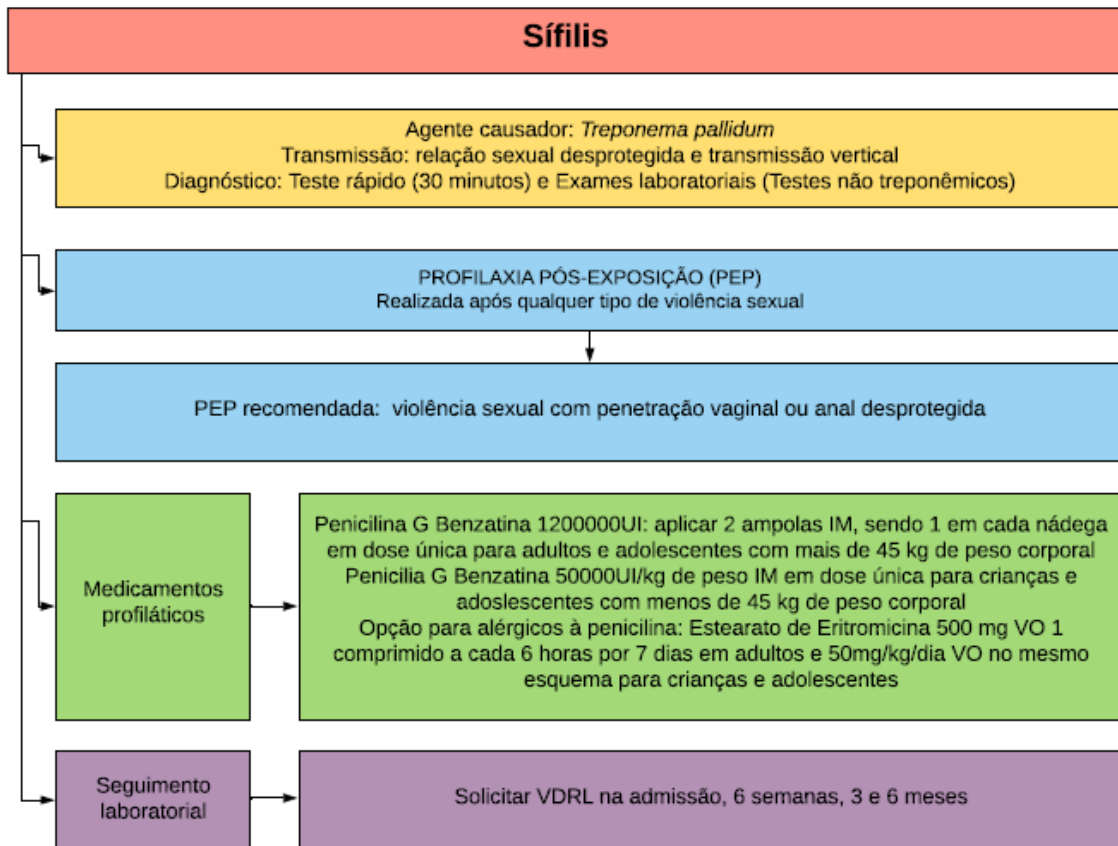 Sífilis
Agente causador: Treponema pallidum
Transmissão: relação sexual desprotegida e transmissão vertical
Diagnóstico: Teste rápido (30 minutos) e Exames laboratoriais (Testes não treponêmicos)
PROFILAXIA PÓS-EXPOSIÇÃO (PEP)
Realizada após qualquer tipo de violência sexual
PEP recomendada: violência sexual com penetração vaginal ou anal desprotegida
Medicamentos
profiláticos
Penicilina G Benzatina 1200000UI: aplicar 2 ampolas IM, sendo 1 em cada nádega
em dose única para adultos e adolescentes com mais de 45 kg de peso corporal
Penicilia G Benzatina 50000UI/kg de peso IM em dose única para crianças e
adoslescentes com menos de 45 kg de peso corporal
Opção para alérgicos à penicilina: Estearato de Eritromicina 500 mg VO 1
comprimido a cada 6 horas por 7 dias em adultos e 50mg/kg/dia VO no mesmo
esquema para crianças e adolescentes
Seguimento
laboratorial
Solicitar VDRL na admissão, 6 semanas, 3 e 6 meses